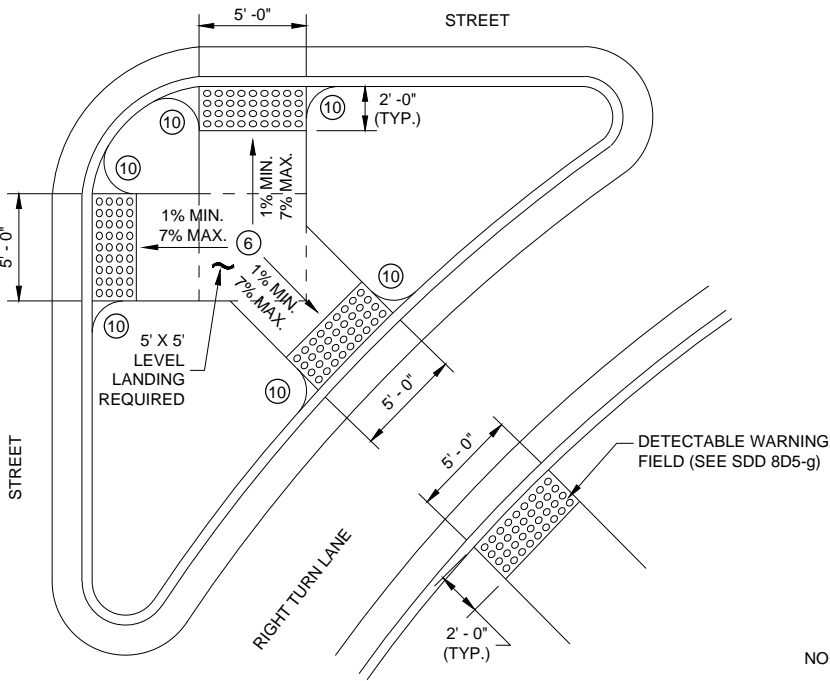 5' -0"
STREET
2' -0"
(TYP.)
10
10
10
1% MIN.
7% MAX.
1% MIN.
7% MAX.
5' - 0"
6
1% MIN.
7% MAX.
10
10
5' X 5'
LEVEL
LANDING
REQUIRED
10
5' - 0"
5' - 0"
DETECTABLE WARNING
FIELD (SEE SDD 8D5-g)
STREET
RIGHT TURN LANE
2' - 0"
(TYP.)
NO